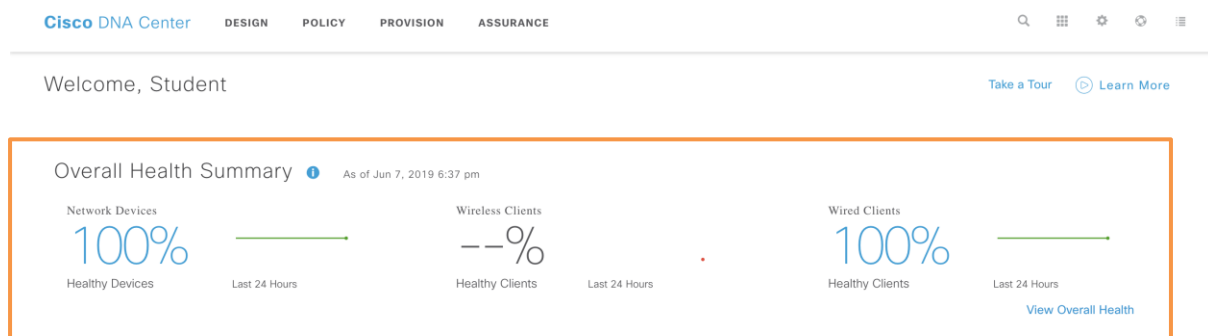 Cisco DNA Center DESIGN POLICY PROVISION ASSURANCE
Welcome, Student
Take a Tour Learn More
Overall Health Summary As of Jun 7, 2019 6:37 pm
Network Devices Wireless Clients Wired Clients
100% --% 100%
Healthy Devices Last 24 Hours Healthy Clients Last 24 Hours Healthy Clients Last 24 Hours
View Overall Health